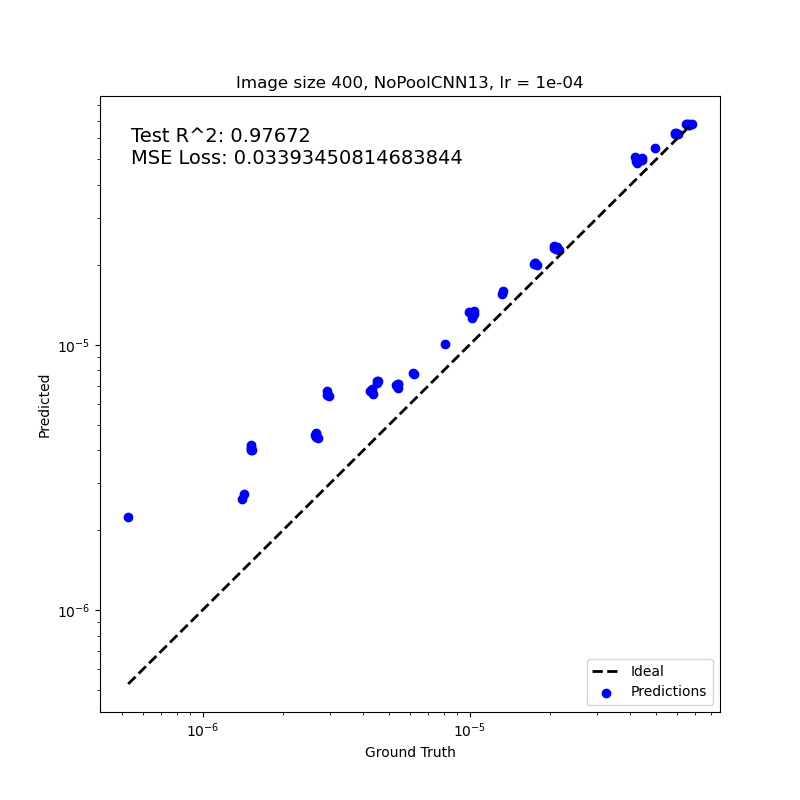 Image size 400, NoPoolCNN13, lr = 1e-04
Test R^2: 0.97672
MSE Loss: 0.03393450814683844
10⁻⁵
Predicted
10⁻⁶
Ideal
Predictions
10⁻⁶
10⁻⁵
Ground Truth